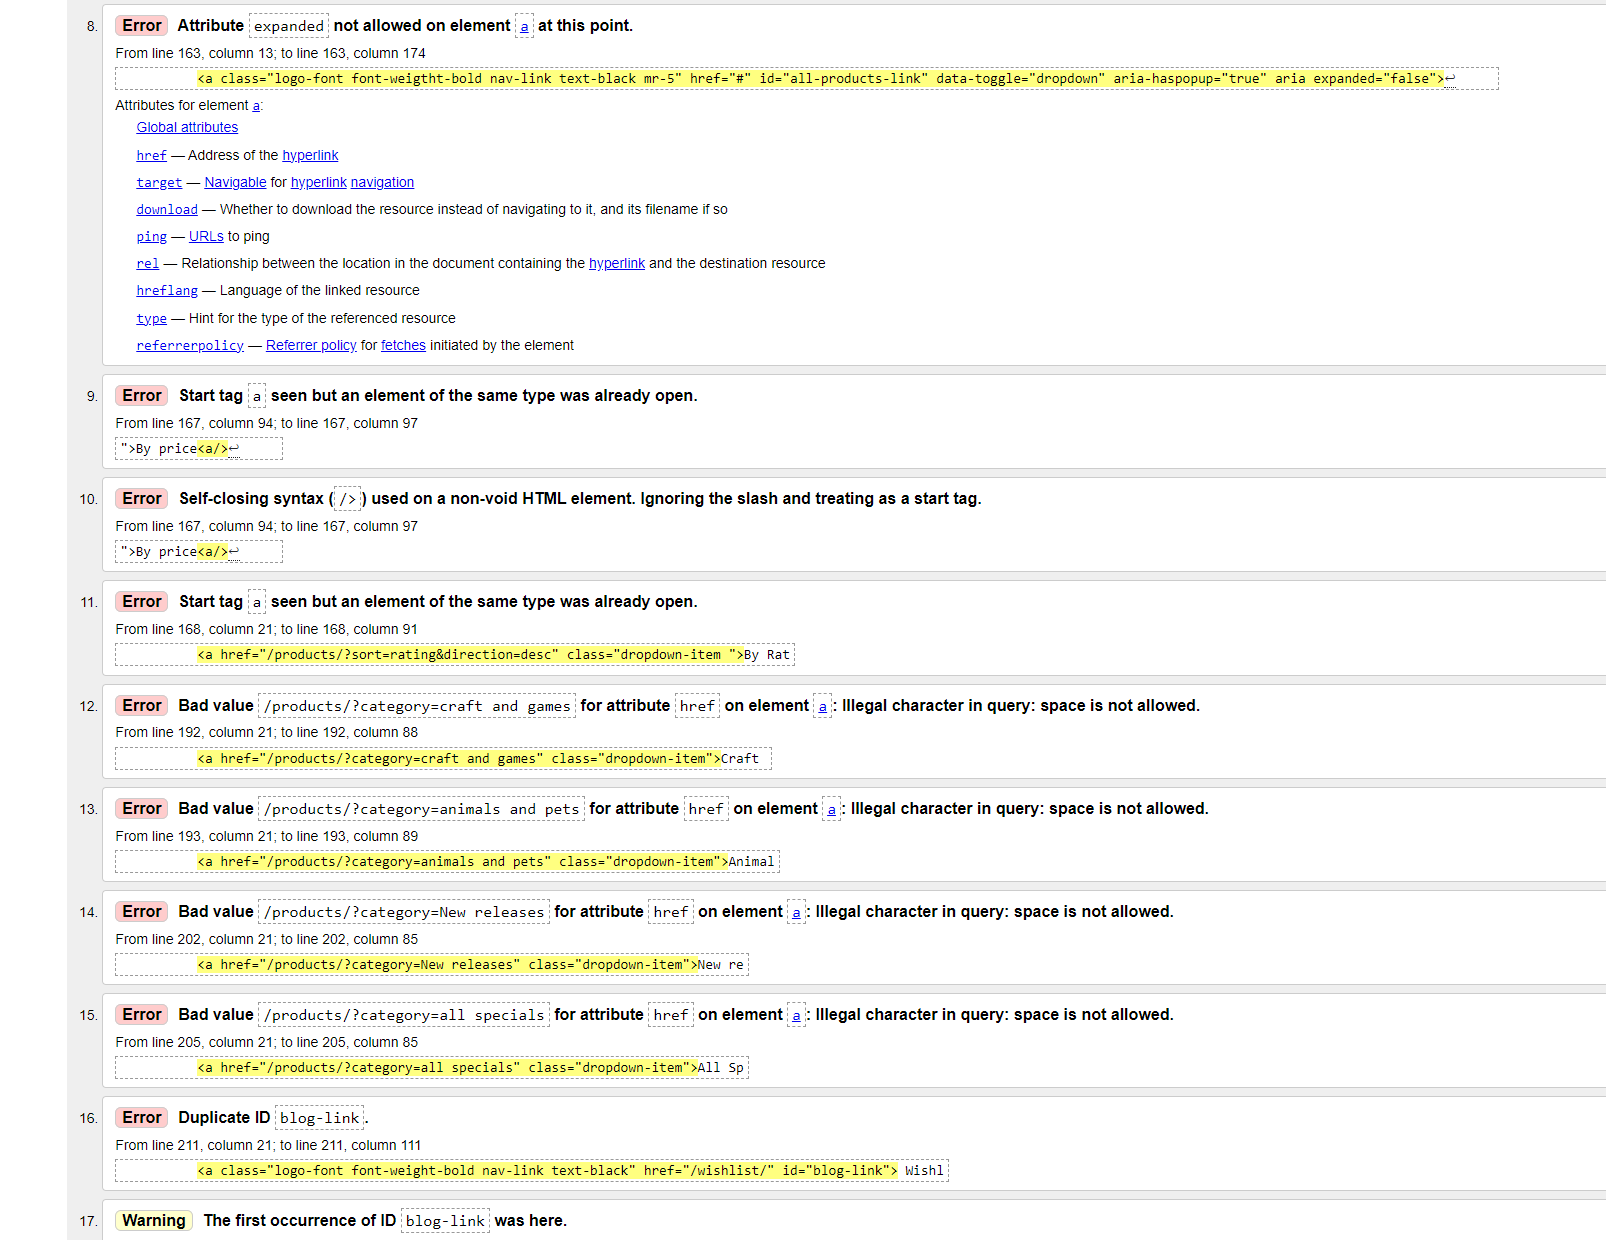 8. Error Attribute expanded not allowed on element a at this point.
From line 163, column 13; to line 163, column 174
<a class="logo-font font-weigtht-bold nav-link text-black mr-5" href="#" id="all-products-link" data-toggle="dropdown" aria-haspopup="true" aria expanded="false">↩
Attributes for element a:
Global attributes
href — Address of the hyperlink
target — Navigable for hyperlink navigation
download — Whether to download the resource instead of navigating to it, and its filename if so
ping — URLs to ping
rel — Relationship between the location in the document containing the hyperlink and the destination resource
hreflang — Language of the linked resource
type — Hint for the type of the referenced resource
referrerpolicy — Referrer policy for fetches initiated by the element
9. Error Start tag a seen but an element of the same type was already open.
From line 167, column 94; to line 167, column 97
">By price<a/>↩
10. Error Self-closing syntax (/>) used on a non-void HTML element. Ignoring the slash and treating as a start tag.
From line 167, column 94; to line 167, column 97
">By price<a/>↩
11. Error Start tag a seen but an element of the same type was already open.
From line 168, column 21; to line 168, column 91
<a href="/products/?sort=rating&direction=desc" class="dropdown-item ">By Rat
12. Error Bad value /products/?category=craft and games for attribute href on element a: Illegal character in query: space is not allowed.
From line 192, column 21; to line 192, column 88
<a href="/products/?category=craft and games" class="dropdown-item">Craft
13. Error Bad value /products/?category=animals and pets for attribute href on element a: Illegal character in query: space is not allowed.
From line 193, column 21; to line 193, column 89
<a href="/products/?category=animals and pets" class="dropdown-item">Animal
14. Error Bad value /products/?category=New releases for attribute href on element a: Illegal character in query: space is not allowed.
From line 202, column 21; to line 202, column 85
<a href="/products/?category=New releases" class="dropdown-item">New re
15. Error Bad value /products/?category=all specials for attribute href on element a: Illegal character in query: space is not allowed.
From line 205, column 21; to line 205, column 85
<a href="/products/?category=all specials" class="dropdown-item">All Sp
16. Error Duplicate ID blog-link.
From line 211, column 21; to line 211, column 111
<a class="logo-font font-weight-bold nav-link text-black" href="/wishlist/" id="blog-link"> Wishl
17. Warning The first occurrence of ID blog-link was here.